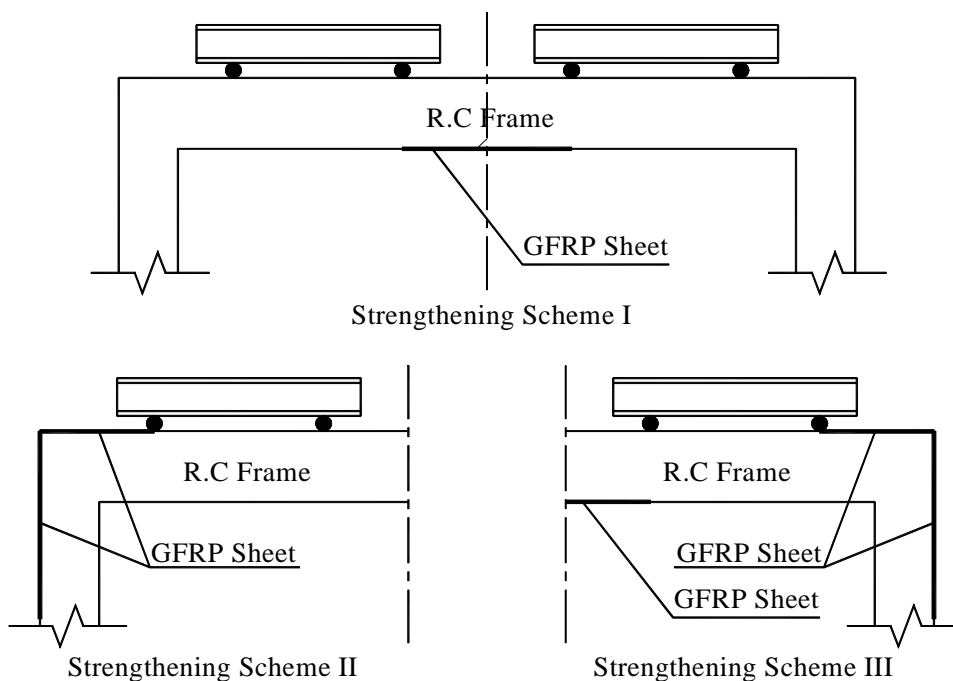 R.C Frame
GFRP Sheet
Strengthening Scheme I
R.C Frame
GFRP Sheet
Strengthening Scheme II
R.C Frame
GFRP Sheet
GFRP Sheet
Strengthening Scheme III